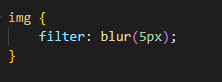 img {
    filter: blur(5px);
}